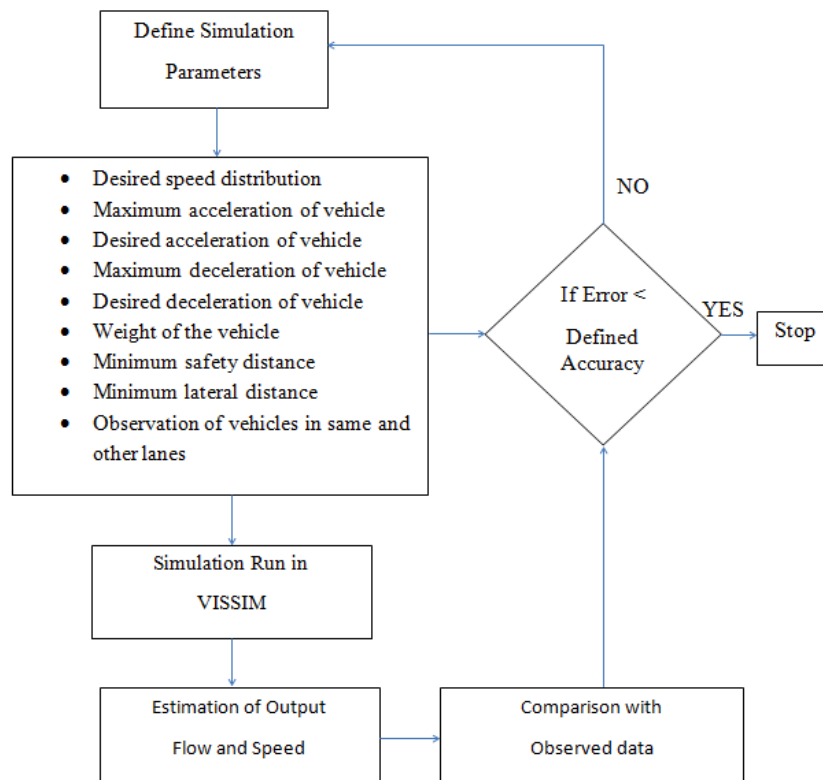 Define Simulation
Parameters
• Desired speed distribution
• Maximum acceleration of vehicle
• Desired acceleration of vehicle
• Maximum deceleration of vehicle
• Desired deceleration of vehicle
• Weight of the vehicle
• Minimum safety distance
• Minimum lateral distance
• Observation of vehicles in same and
other lanes
NO
If Error <
Defined
Accuracy
YES
Stop
Simulation Run in
VISSIM
Estimation of Output
Flow and Speed
Comparison with
Observed data